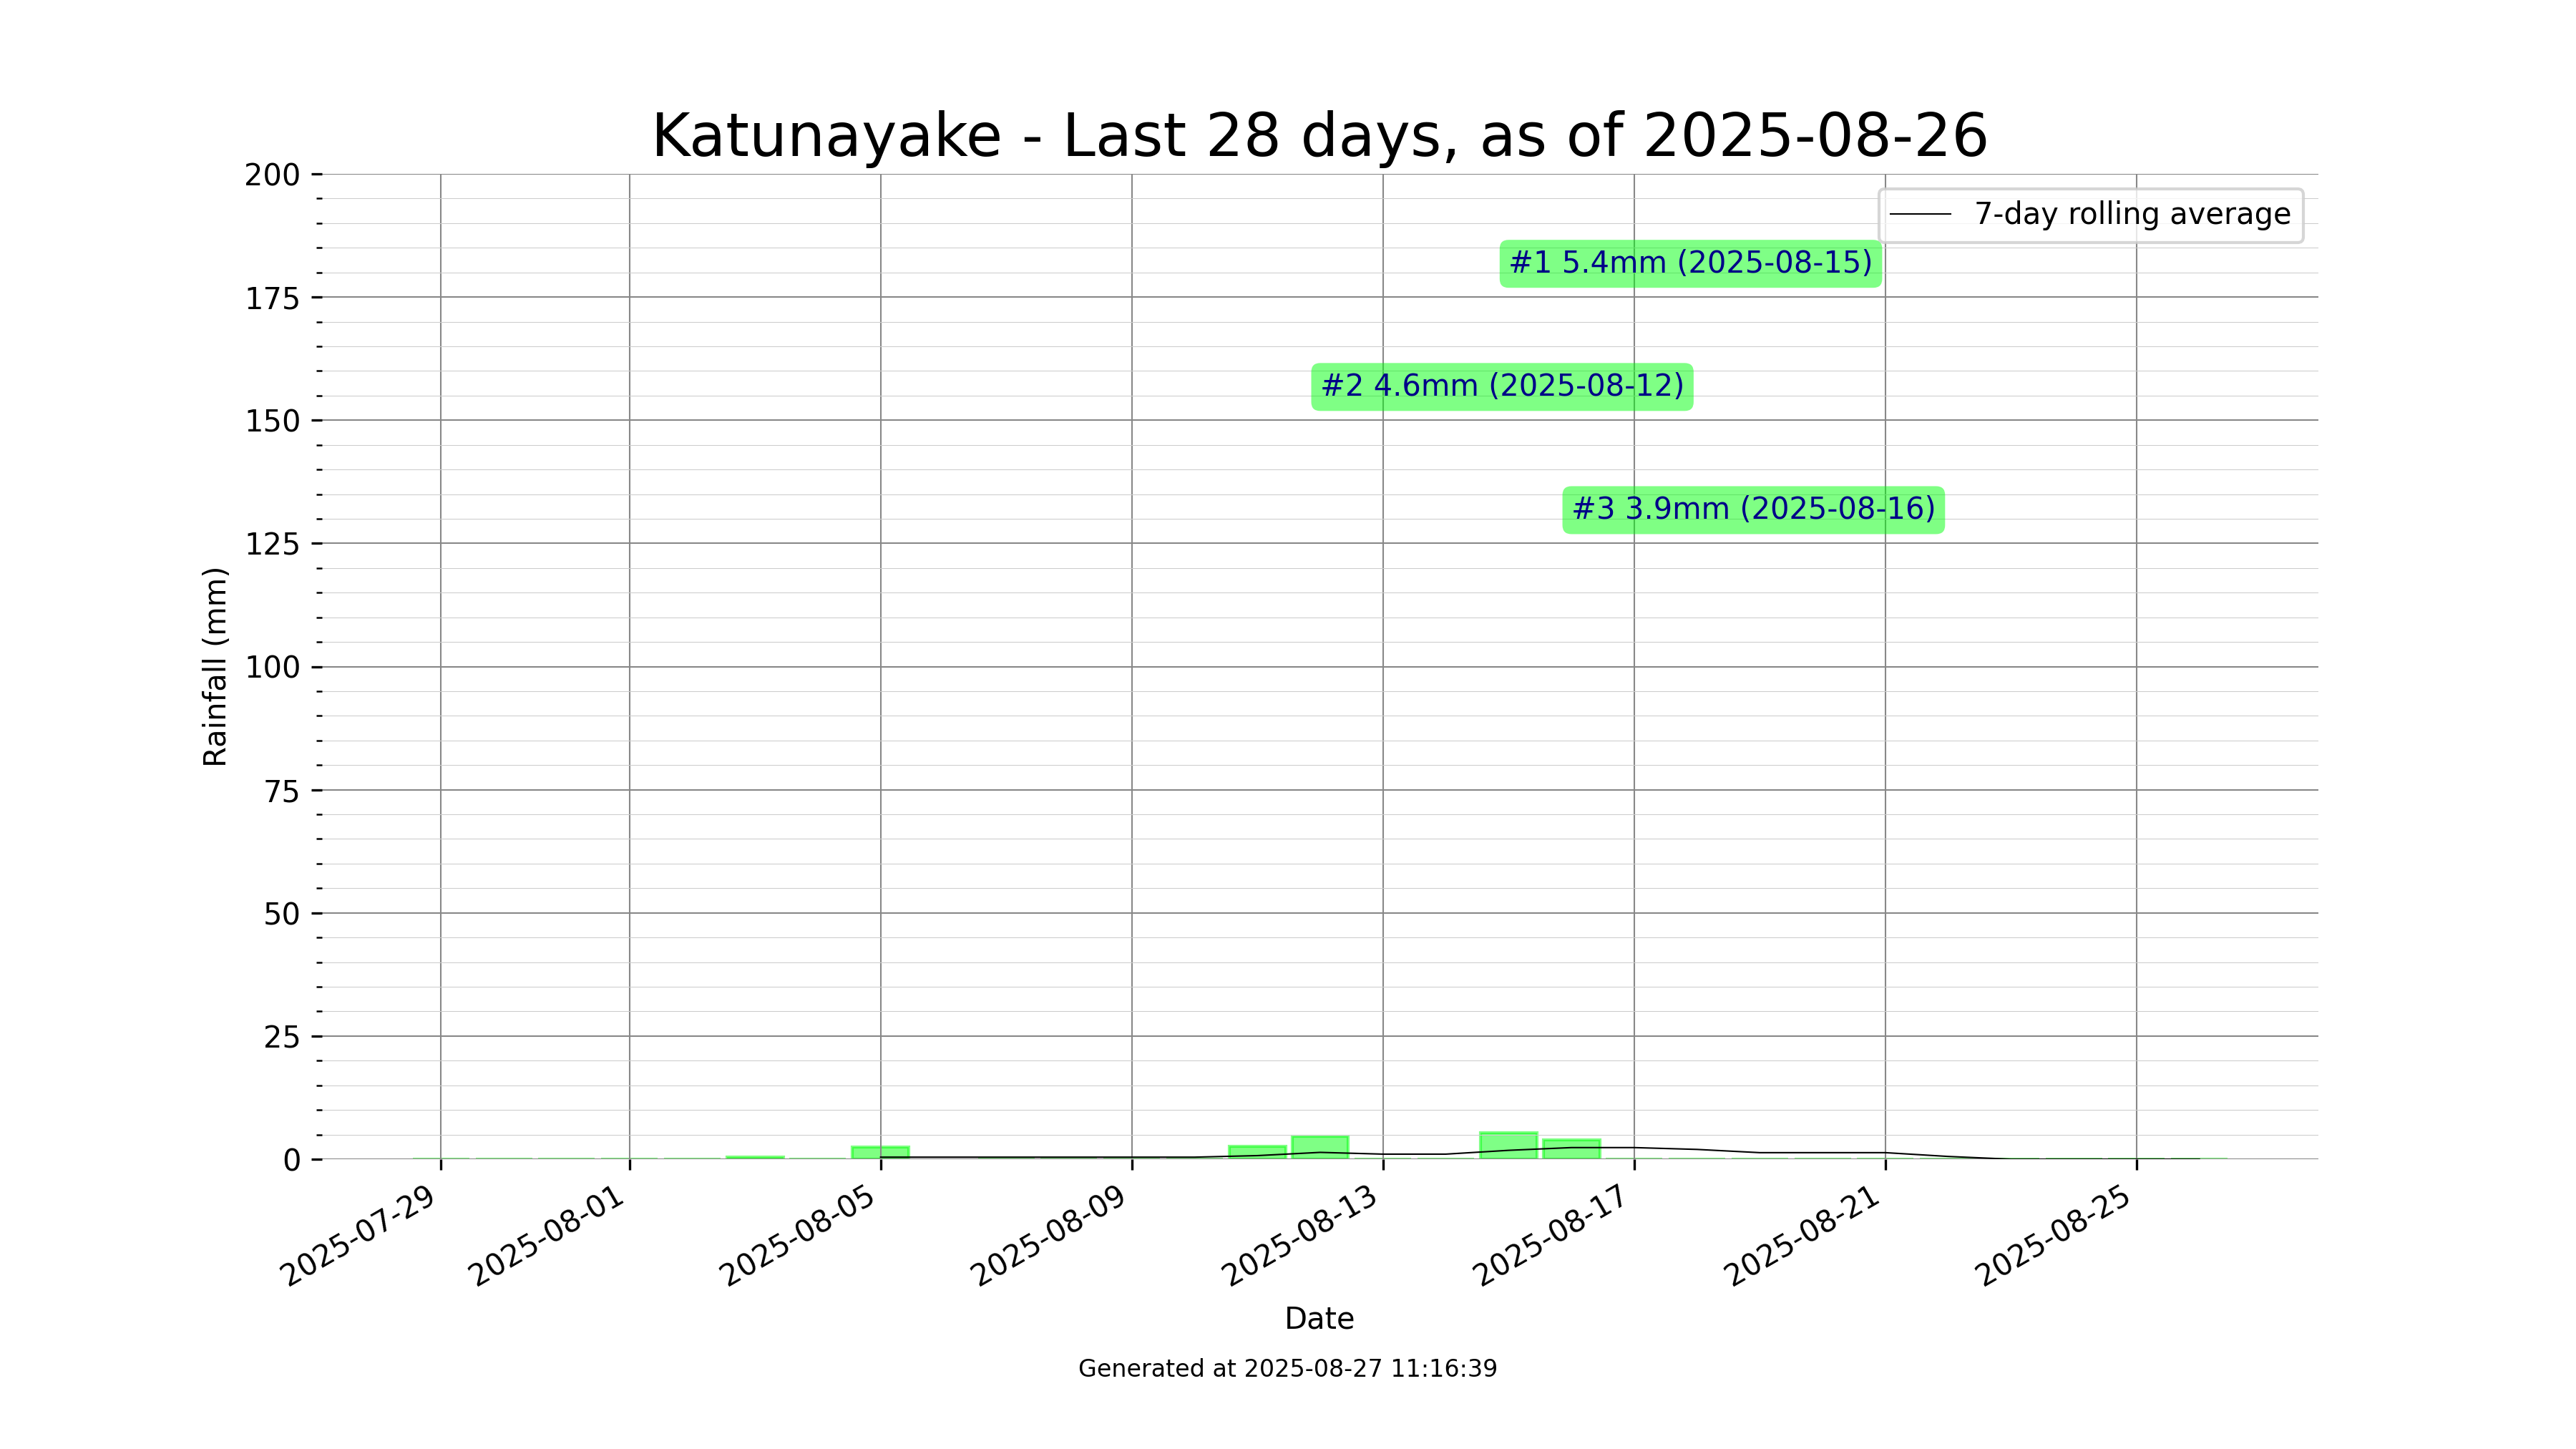 Katunayake - Last 28 days, as of 2025-08-26
200
175
150
125
100
75
50
25
0
Rainfall (mm)
7-day rolling average
#1 5.4mm (2025-08-15)
#2 4.6mm (2025-08-12)
#3 3.9mm (2025-08-16)
2025-07-29
2025-08-01
2025-08-05
2025-08-09
2025-08-13
2025-08-17
2025-08-21
2025-08-25
Date
Generated at 2025-08-27 11:16:39